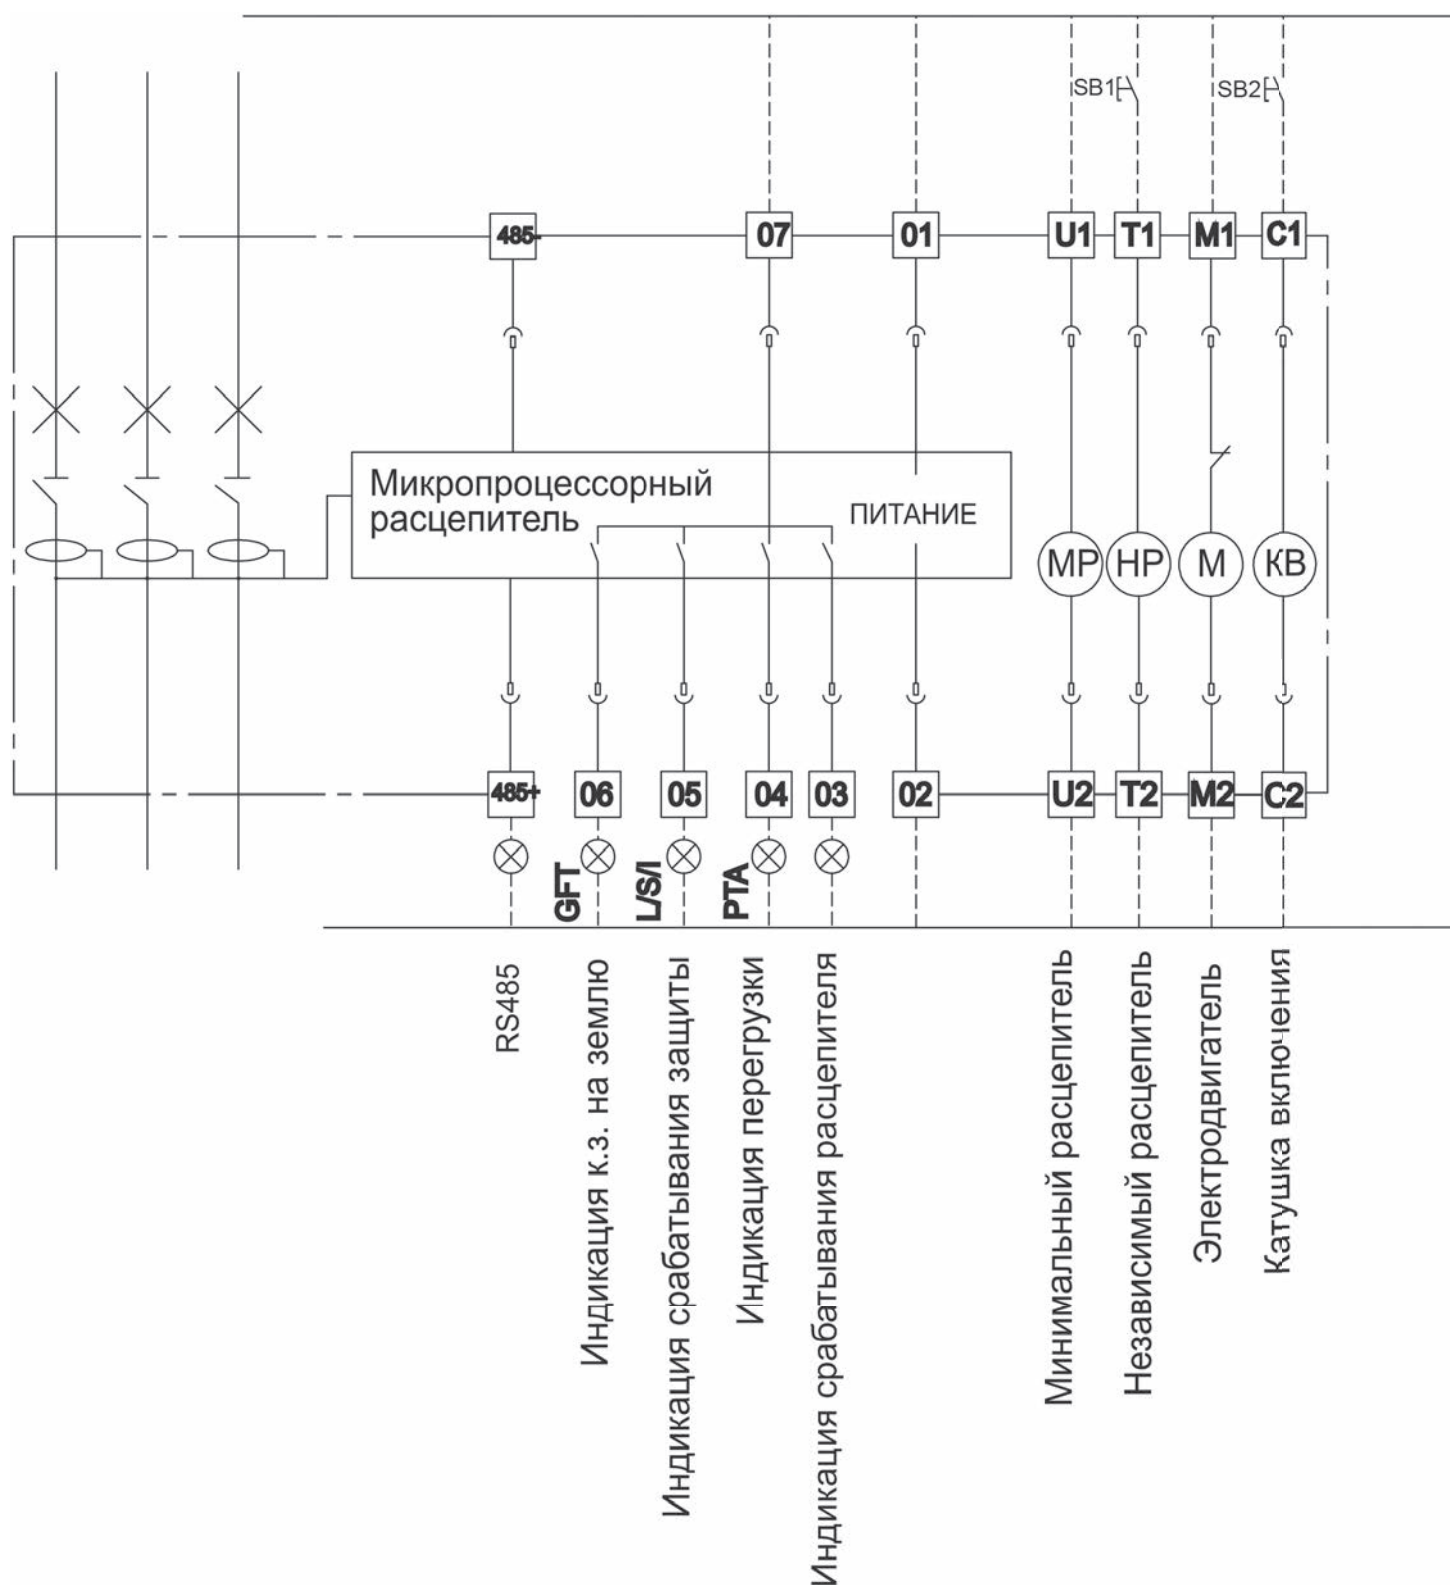 SB1
SB2
485-
07
01
U1
T1
M1
C1
Микропроцессорный
расцепитель
ПИТАНИЕ
МР
НР
М
КВ
485+
06
05
04
03
02
U2
T2
M2
C2
GFT
L/S/I
PTA
RS485
Индикация к.з. на землю
Индикация срабатывания защиты
Индикация перегрузки
Индикация срабатывания расцепителя
Минимальный расцепитель
Независимый расцепитель
Электродвигатель
Катушка включения